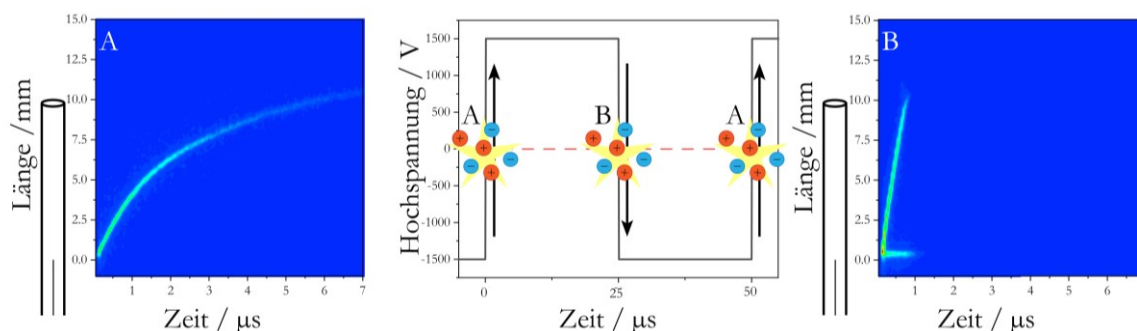 A
Länge /mm
15.0
12.5
10.0
7.5
5.0
2.5
0.0
1 2 3 4 5 6 7
Zeit / μs
Hochspannung / V
1500
1000
500
0
-500
-1000
-1500
A B A
+ − + − + − +
+ − + − + − +
+ − + − + − +
0 25 50
Zeit / μs
B
Länge /mm
15.0
12.5
10.0
7.5
5.0
2.5
0.0
1 2 3 4 5 6
Zeit / μs